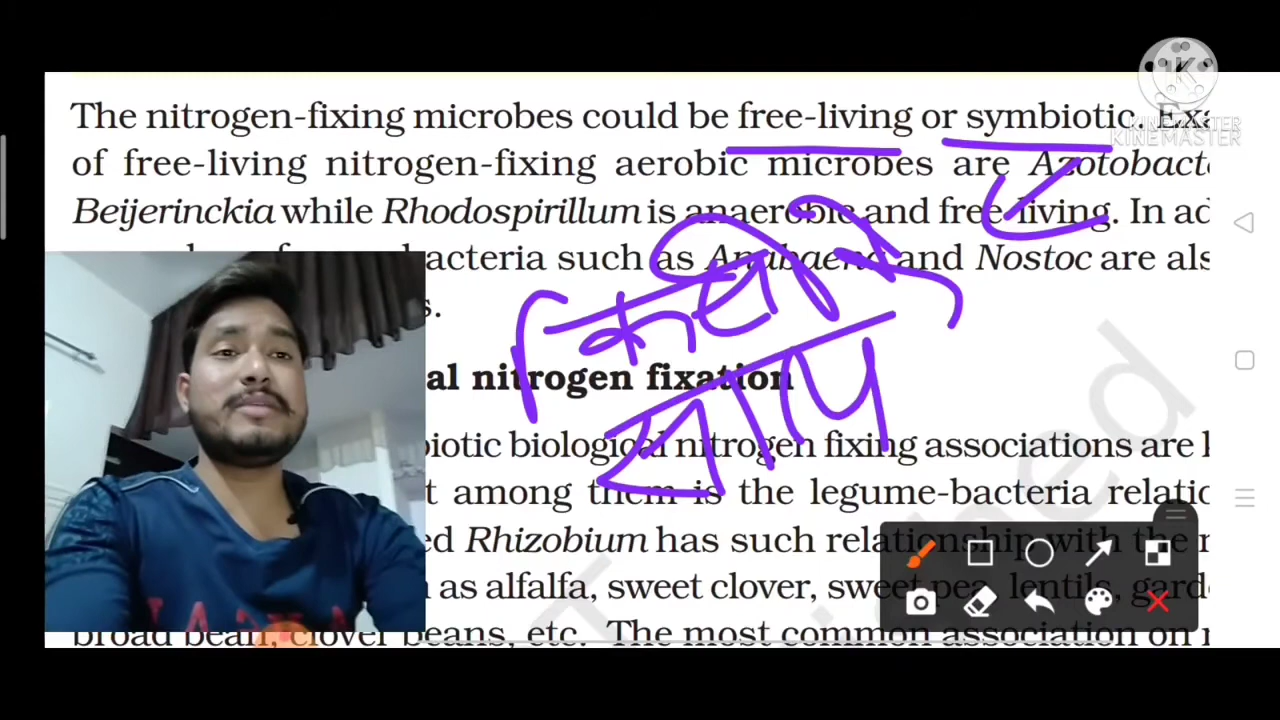 The nitrogen-fixing microbes could be free-living or symbiotic. Exa
of free-living nitrogen-fixing aerobic microbes are Azotobacte
Beijerinckia while Rhodospirillum is anaerobic and free-living. In ad
acteria such as Anabaena and Nostoc are als
s.
al nitrogen fixation
biotic biological nitrogen fixing associations are k
t among them is the legume-bacteria relatio
ed Rhizobium has such relationship with the r
as alfalfa, sweet clover, sweet pea, lentils, garde
broad bean, clover beans, etc. The most common association on r
KINEMASTER
KINEMASTER